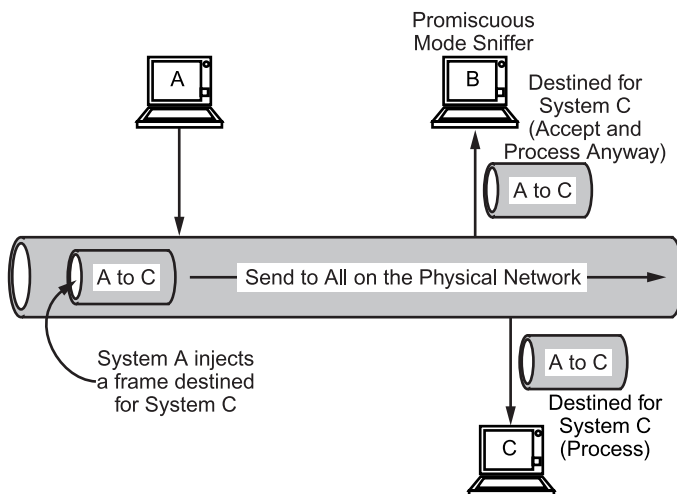 Promiscuous
Mode Sniffer
A
B
Destined for
System C
(Accept and
Process Anyway)
A to C
A to C
Send to All on the Physical Network
System A injects
a frame destined
for System C
A to C
Destined for
System C
(Process)
C